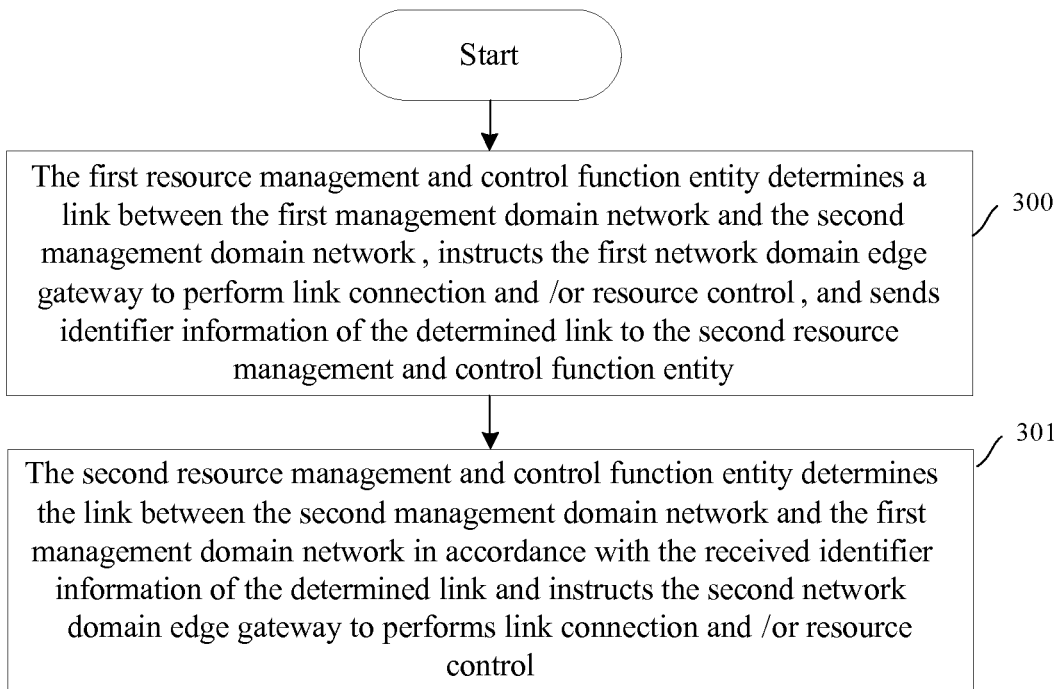 Start
The first resource management and control function entity determines a
link between the first management domain network and the second
management domain network , instructs the first network domain edge
gateway to perform link connection and /or resource control , and sends
identifier information of the determined link to the second resource
management and control function entity
300
The second resource management and control function entity determines
the link between the second management domain network and the first
management domain network in accordance with the received identifier
information of the determined link and instructs the second network
domain edge gateway to performs link connection and /or resource
control
301